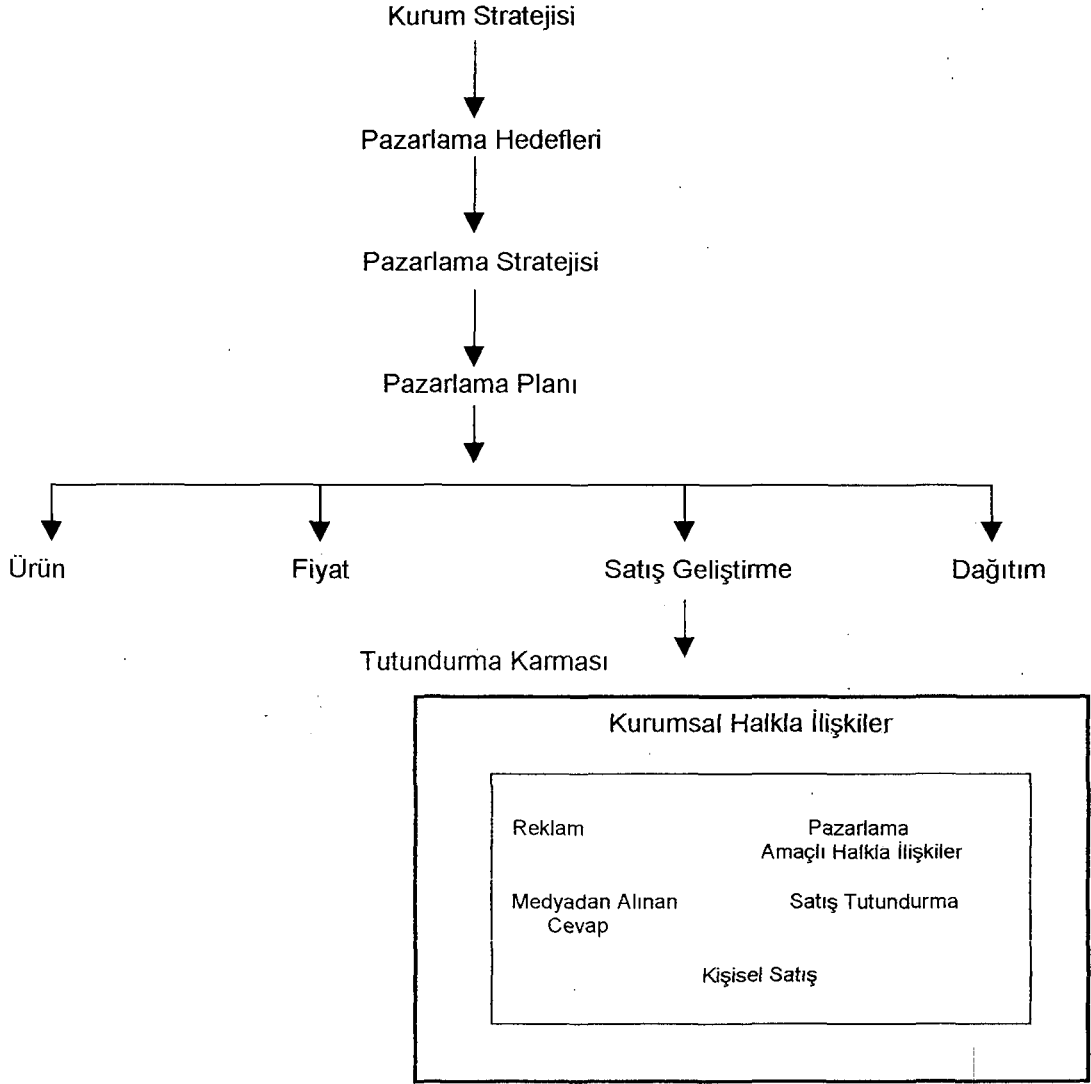 Kurum Stratejisi
Pazarlama Hedefleri
Pazarlama Stratejisi
Pazarlama Planı
Ürün
Fiyat
Satış Geliştirme
Dağıtım
Tutundurma Karması
Kurumsal Halkla İlişkiler
Reklam
Pazarlama
Amaçlı Halkla İlişkiler
Medyadan Alınan
Cevap
Satış Tutundurma
Kişisel Satış